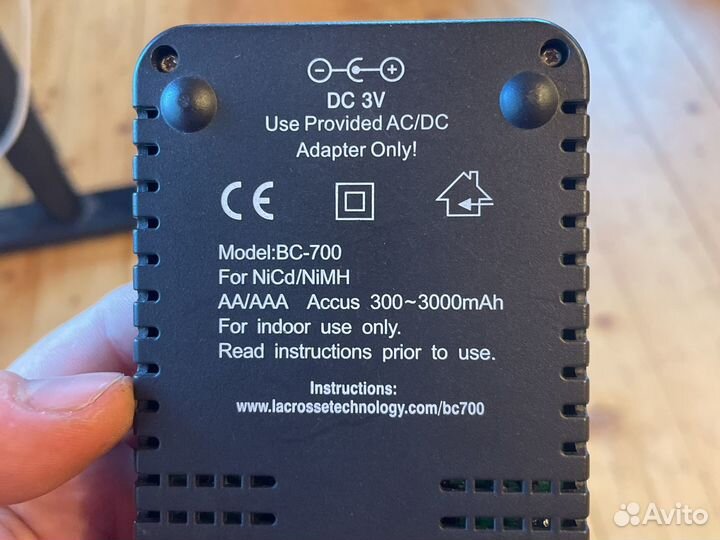 DC 3V
Use Provided AC/DC
Adapter Only!
CE
Model:BC-700
For NiCd/NiMH
AA/AAA Accus 300~3000mAh
For indoor use only.
Read instructions prior to use.
Instructions:
www.lacrossetechnology.com/bc700
Avito